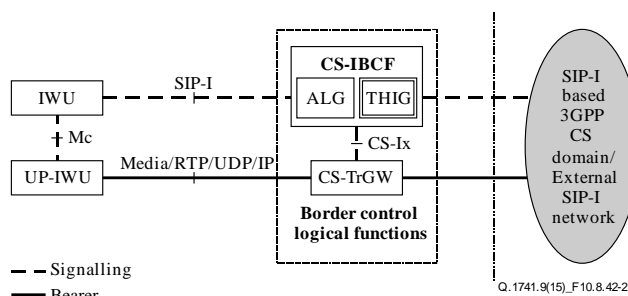 CS-IBCF
ALG
THIG
IWU
SIP-I
Mc
CS-Ix
UP-IWU
Media/RTP/UDP/IP
CS-TrGW
Border control
logical functions
SIP-I
based
3GPP
CS
domain/
External
SIP-I
network
Signalling
Bearer
Q.1741.9(15)_F10.8.42-2